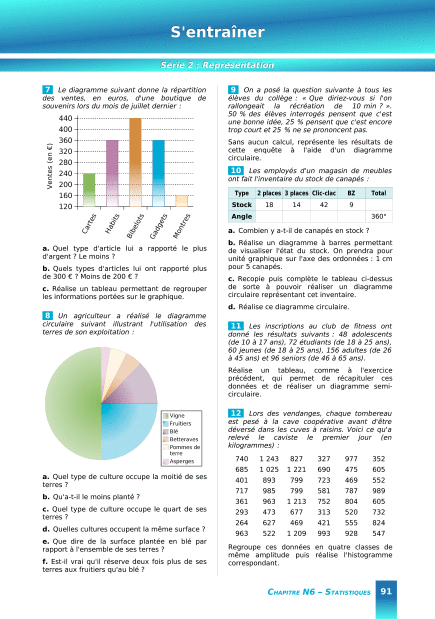 S'entraîner
Série 2 : Représentation
7 Le diagramme suivant donne la répartition
des ventes, en euros, d'une boutique de
souvenirs lors du mois de juillet dernier :
Ventes (en €)
440
400
360
320
280
240
200
160
120
Cartes
Habits
Bibelots
Gadgets
Montres
a. Quel type d'article lui a rapporté le plus
d'argent ? Le moins ?
b. Quels types d'articles lui ont rapporté plus
de 300 € ? Moins de 200 € ?
c. Réalise un tableau permettant de regrouper
les informations portées sur le graphique.
8 Un agriculteur a réalisé le diagramme
circulaire suivant illustrant l'utilisation des
terres de son exploitation :
Vigne
Fruitiers
Blé
Betteraves
Pommes de
terre
Asperges
a. Quel type de culture occupe la moitié de ses
terres ?
b. Qu'a-t-il le moins planté ?
c. Quel type de culture occupe le quart de ses
terres ?
d. Quelles cultures occupent la même surface ?
e. Que dire de la surface plantée en blé par
rapport à l'ensemble de ses terres ?
f. Est-il vrai qu'il réserve deux fois plus de ses
terres aux fruitiers qu'au blé ?
9 On a posé la question suivante à tous les
élèves du collège : « Que diriez-vous si l'on
rallongeait la récréation de 10 min ? ».
50 % des élèves interrogés pensent que c'est
une bonne idée, 25 % pensent que c'est encore
trop court et 25 % ne se prononcent pas.
Sans aucun calcul, représente les résultats de
cette enquête à l'aide d'un diagramme
circulaire.
10 Les employés d'un magasin de meubles
ont fait l'inventaire du stock de canapés :
Type 2 places 3 places Clic-clac BZ Total
Stock 18 14 42 9
Angle 360°
a. Combien y a-t-il de canapés en stock ?
b. Réalise un diagramme à barres permettant
de visualiser l'état du stock. On prendra pour
unité graphique sur l'axe des ordonnées : 1 cm
pour 5 canapés.
c. Recopie puis complète le tableau ci-dessus
de sorte à pouvoir réaliser un diagramme
circulaire représentant cet inventaire.
d. Réalise ce diagramme circulaire.
11 Les inscriptions au club de fitness ont
donné les résultats suivants : 48 adolescents
(de 10 à 17 ans), 72 étudiants (de 18 à 25 ans),
60 jeunes (de 18 à 25 ans), 156 adultes (de 26
à 45 ans) et 96 seniors (de 46 à 65 ans).
Réalise un tableau, comme à l'exercice
précédent, qui permet de récapituler ces
données et de réaliser un diagramme semi-
circulaire.
12 Lors des vendanges, chaque tombereau
est pesé à la cave coopérative avant d'être
déversé dans les cuves à raisins. Voici ce qu'a
relevé le caviste le premier jour (en
kilogrammes) :
740 1 243 827 327 977 352
685 1 025 1 221 690 475 605
401 893 799 723 469 552
717 985 799 581 787 989
361 963 1 213 752 804 605
293 473 677 313 520 732
264 627 469 421 555 824
963 522 1 209 993 928 547
Regroupe ces données en quatre classes de
même amplitude puis réalise l'histogramme
correspondant.
CHAPITRE N6 – STATISTIQUES 91